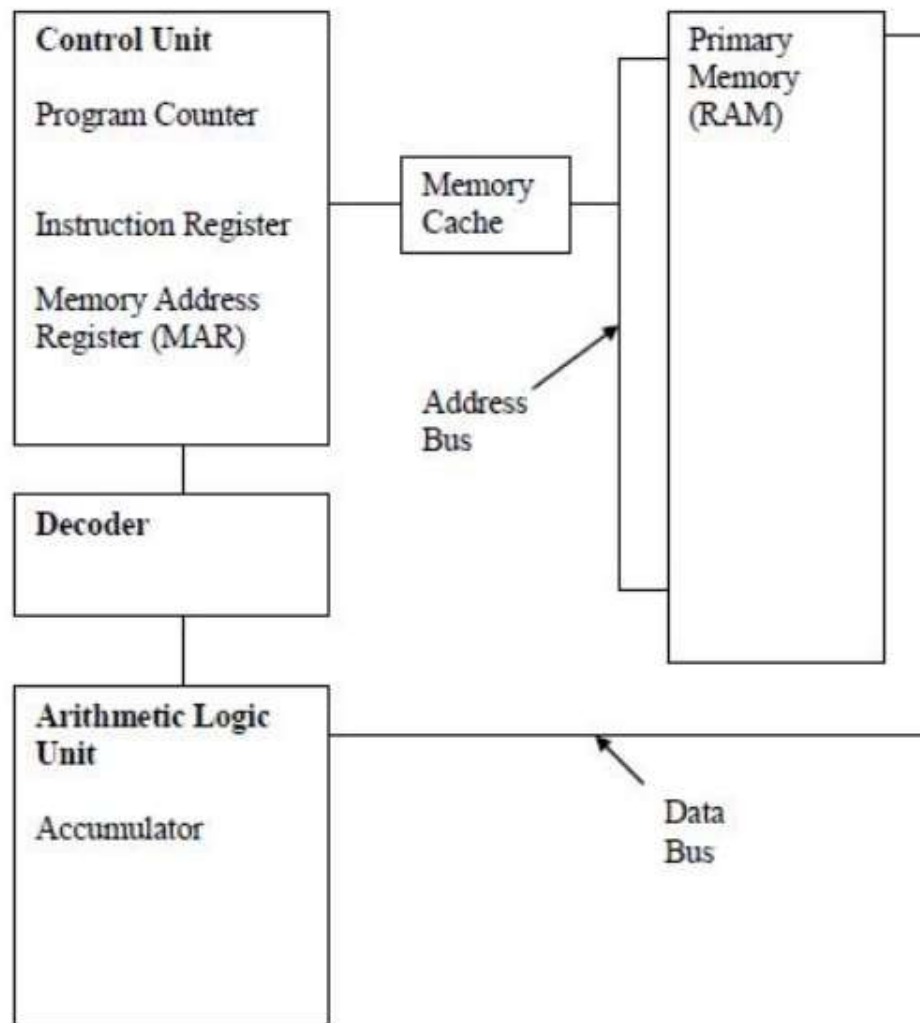 Control Unit
Program Counter
Instruction Register
Memory Address
Register (MAR)
Memory
Cache
Primary
Memory
(RAM)
Address
Bus
Decoder
Arithmetic Logic
Unit
Accumulator
Data
Bus